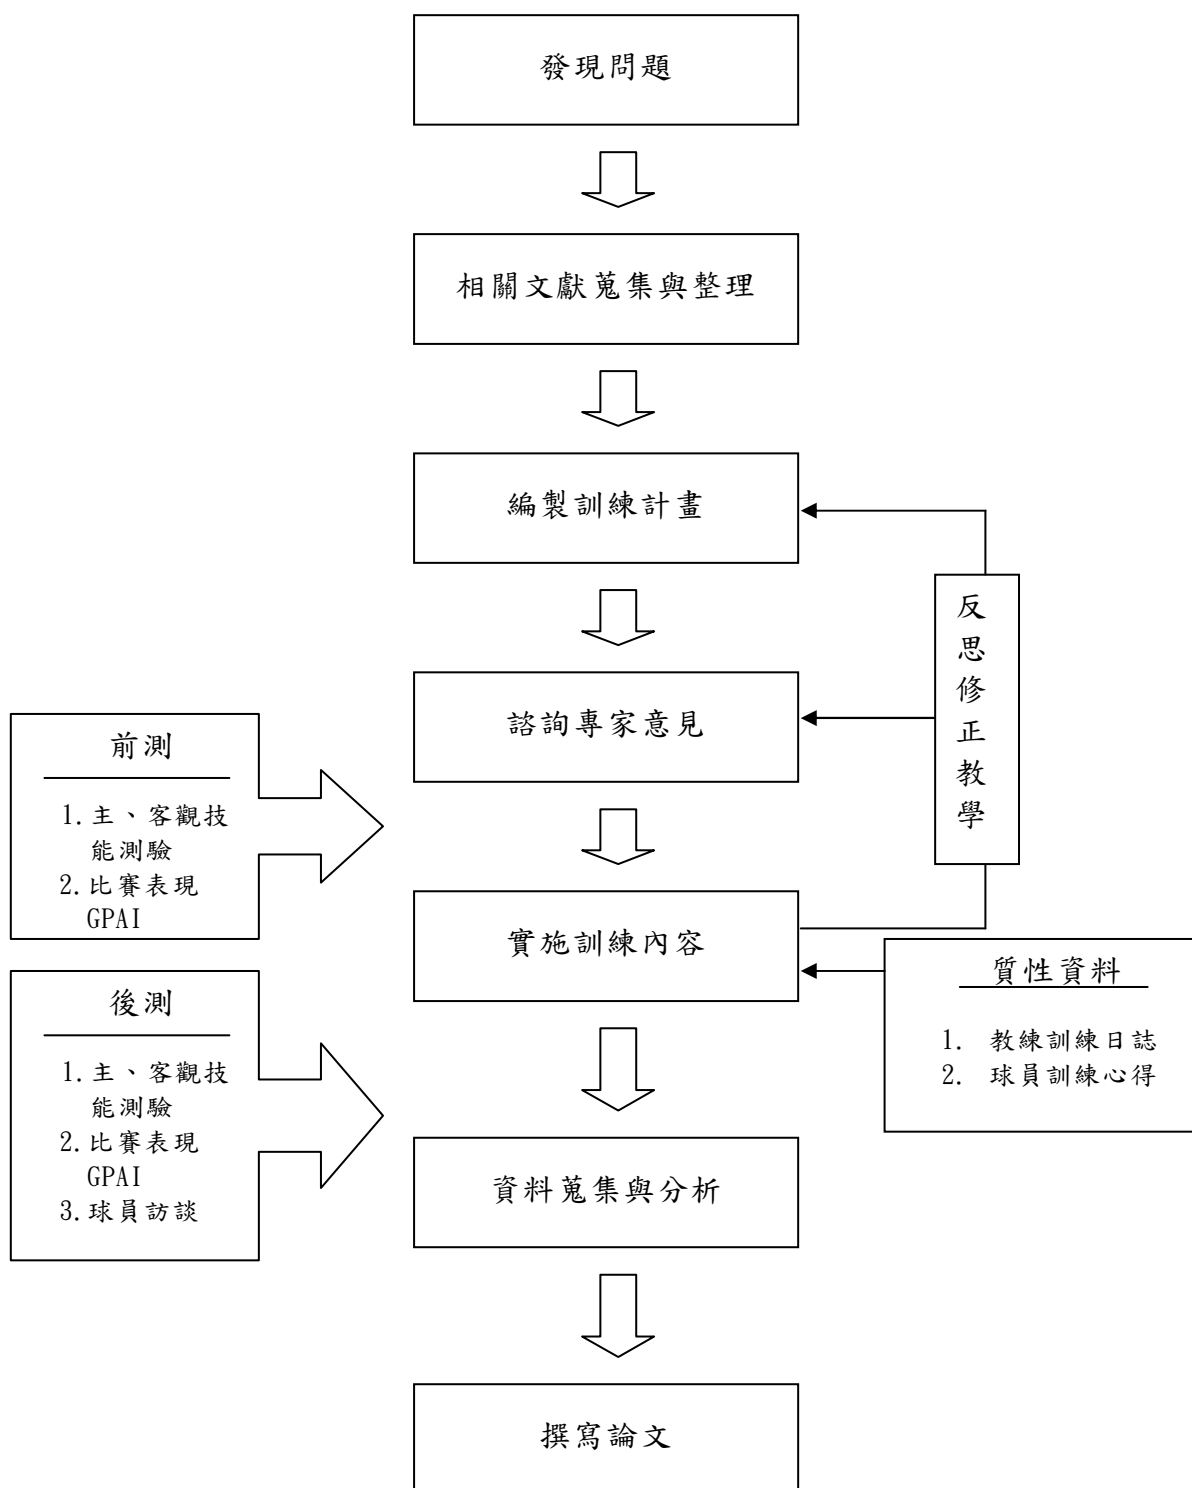 發現問題
相關文獻蒐集與整理
編製訓練計畫
反思修正教學
諮詢專家意見
前測
1.主、客觀技
能測驗
2.比賽表現
GPAI
實施訓練內容
質性資料
1. 教練訓練日誌
2. 球員訓練心得
後測
1.主、客觀技
能測驗
2.比賽表現
GPAI
3.球員訪談
資料蒐集與分析
撰寫論文